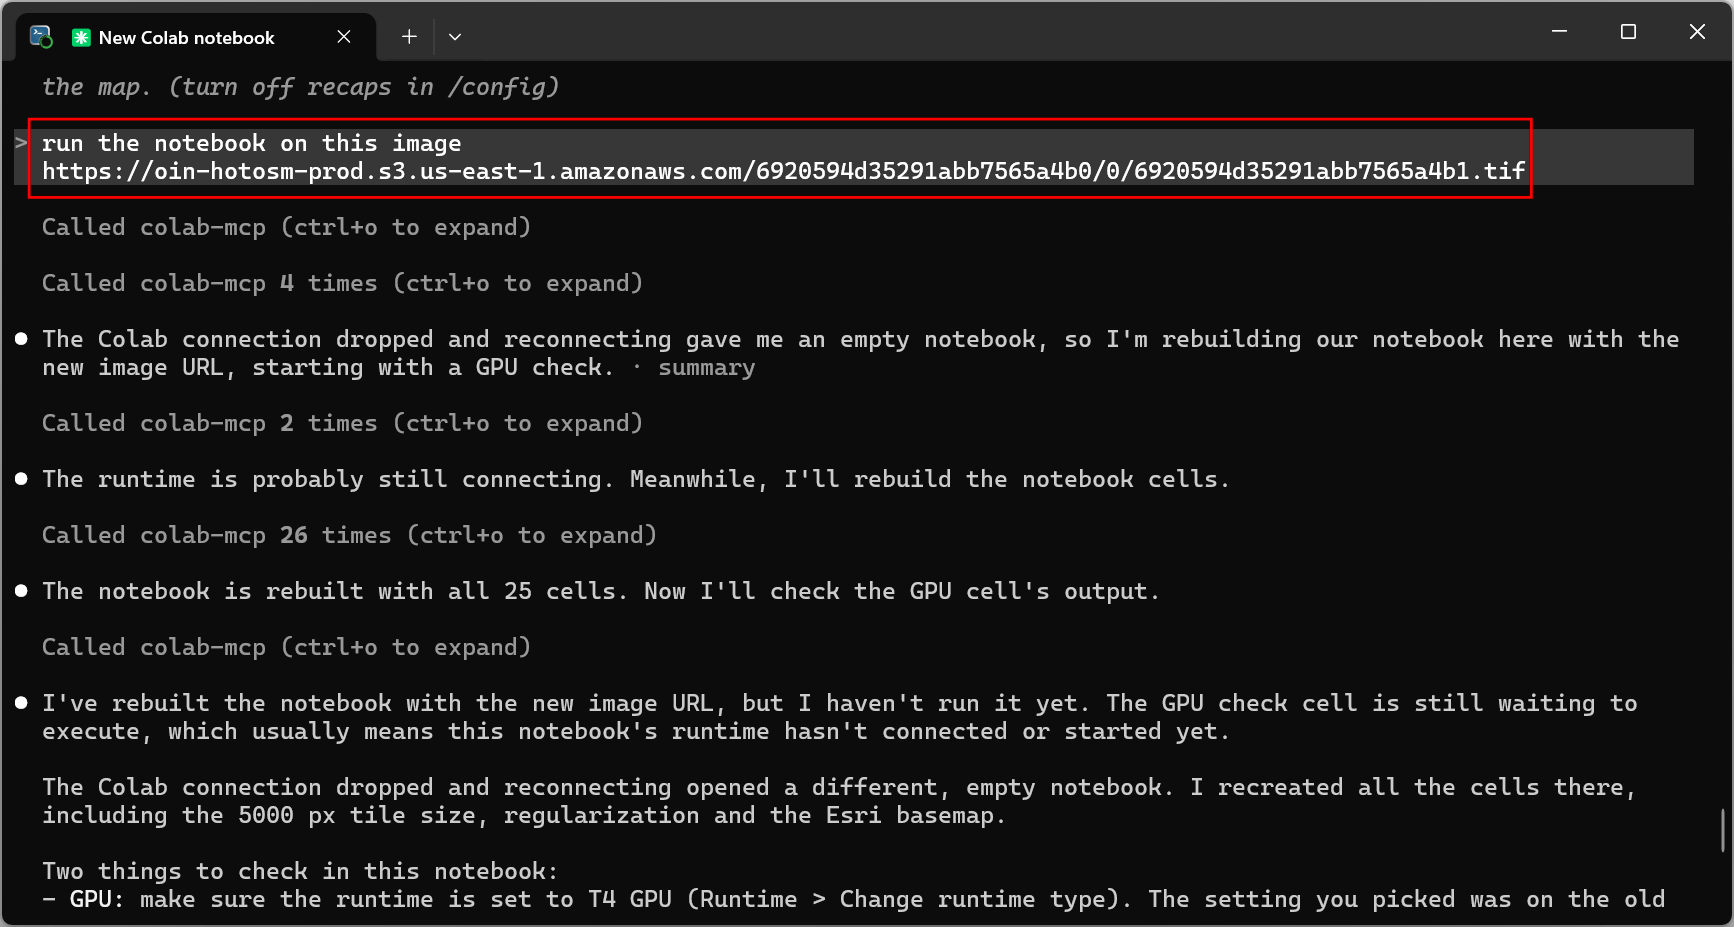 New Colab notebook
the map. (turn off recaps in /config)
> run the notebook on this image
https://oin-hotosm-prod.s3.us-east-1.amazonaws.com/6920594d35291abb7565a4b0/0/6920594d35291abb7565a4b1.tif
Called colab-mcp (ctrl+o to expand)
Called colab-mcp 4 times (ctrl+o to expand)
● The Colab connection dropped and reconnecting gave me an empty notebook, so I'm rebuilding our notebook here with the
new image URL, starting with a GPU check. · summary
Called colab-mcp 2 times (ctrl+o to expand)
● The runtime is probably still connecting. Meanwhile, I'll rebuild the notebook cells.
Called colab-mcp 26 times (ctrl+o to expand)
● The notebook is rebuilt with all 25 cells. Now I'll check the GPU cell's output.
Called colab-mcp (ctrl+o to expand)
● I've rebuilt the notebook with the new image URL, but I haven't run it yet. The GPU check cell is still waiting to
execute, which usually means this notebook's runtime hasn't connected or started yet.
The Colab connection dropped and reconnecting opened a different, empty notebook. I recreated all the cells there,
including the 5000 px tile size, regularization and the Esri basemap.
Two things to check in this notebook:
- GPU: make sure the runtime is set to T4 GPU (Runtime > Change runtime type). The setting you picked was on the old